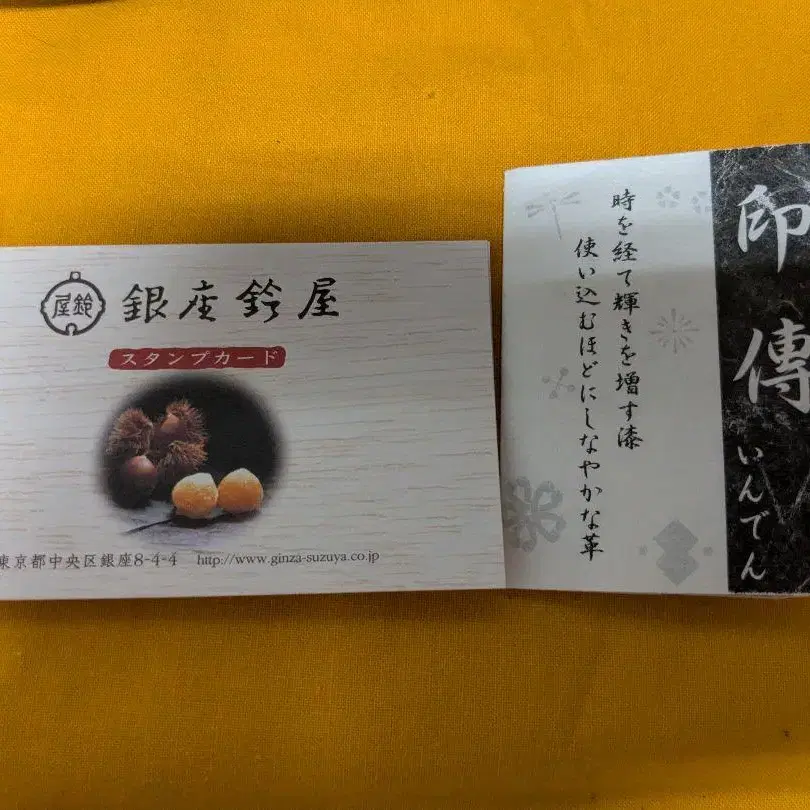 鈴屋
銀座鈴屋
スタンプカード
東京都中央区銀座8-4-4 http://www.ginza-suzuya.co.jp
印傳
いんでん
時を経て輝きを増す漆
使い込むほどにしなやかな革